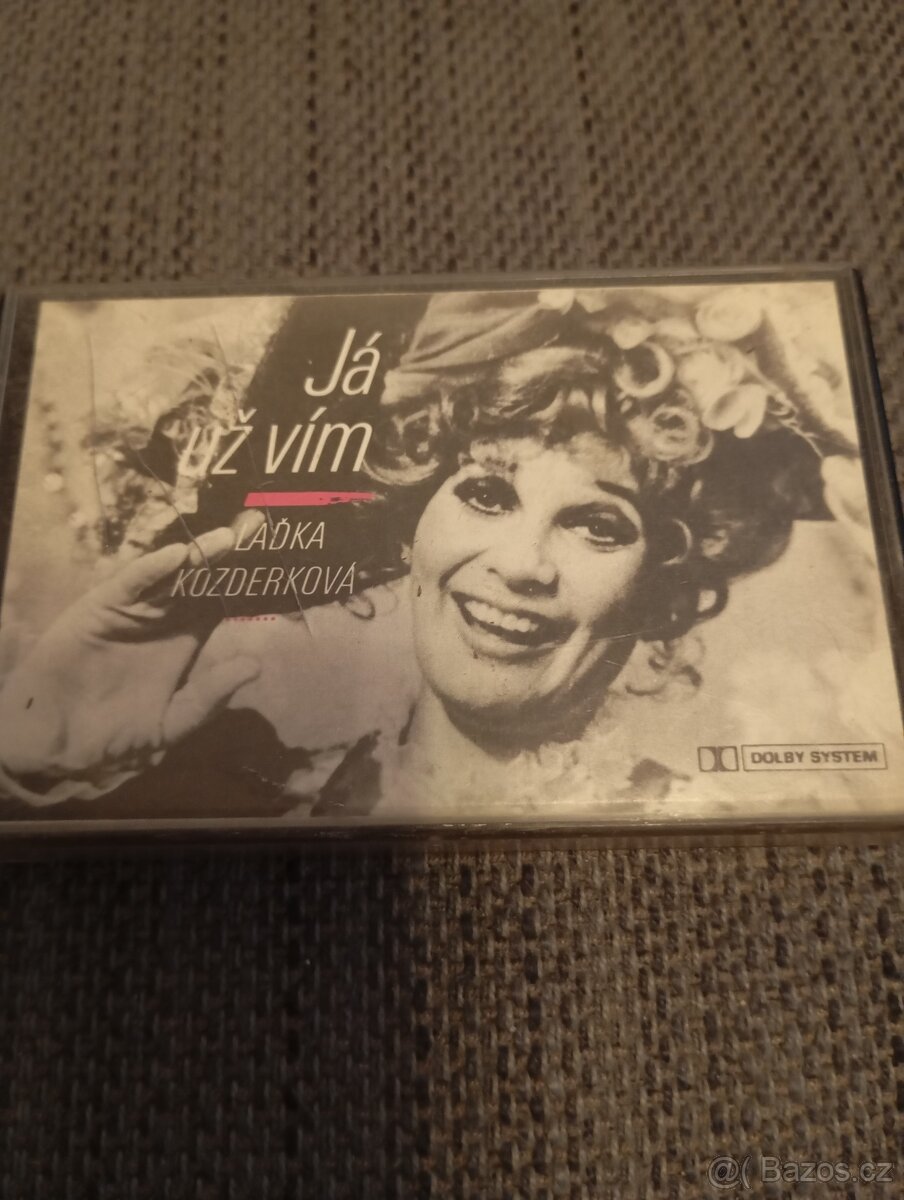 Já
už vím
LAĎKA
KOZDERKOVÁ
DOLBY SYSTEM
@( Bazos.cz